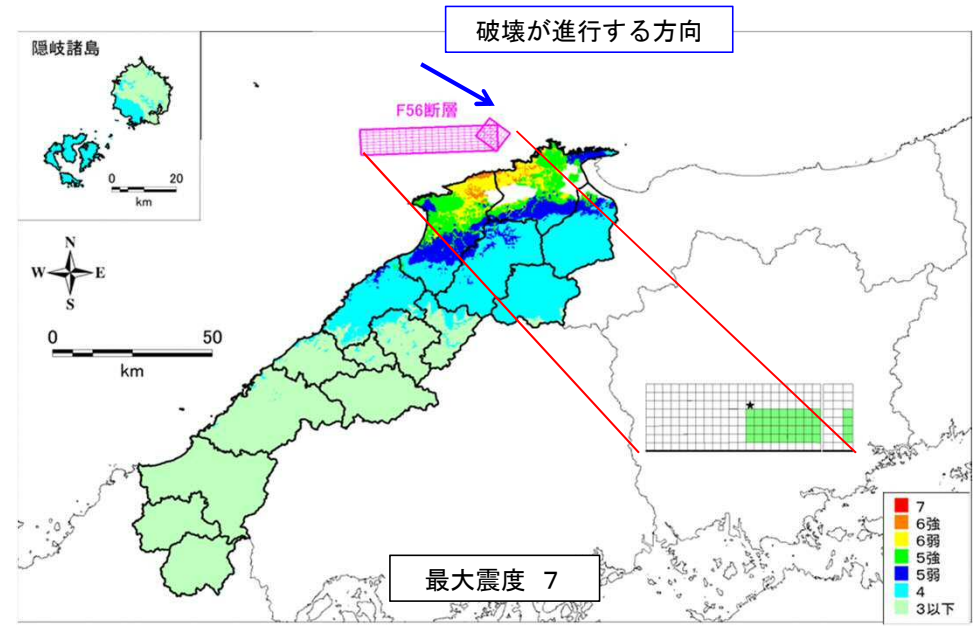 破壊が進行する方向
隠岐諸島
0 20
km
F56断層
N
W E
S
0 50
km
7
6強
6弱
5強
5弱
4
3以下
最大震度 7